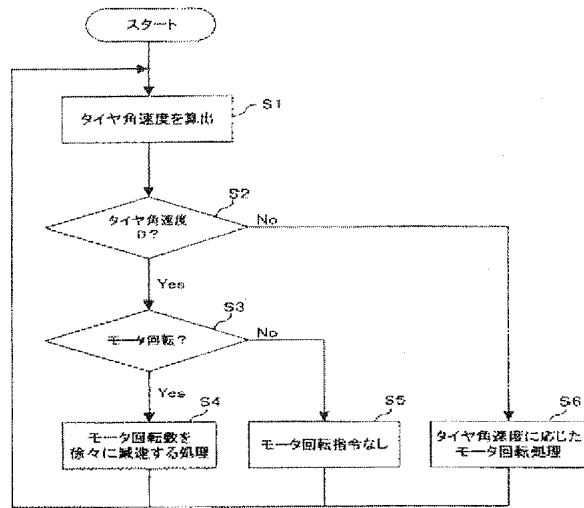 スタート
タイヤ角速度を算出
S1
タイヤ角速度
0?
S2
No
Yes
モータ回転?
S3
No
Yes
モータ回転数を
徐々に減速する処理
S4
モータ回転指令なし
S5
タイヤ角速度に応じた
モータ回転処理
S6